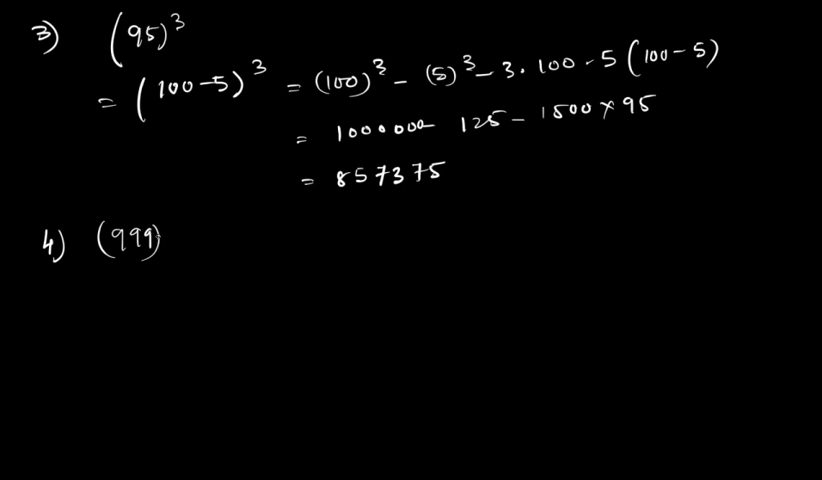 3) (95)³
= (100-5)³ = (100)³ - (5)³ - 3 · 100 · 5 (100 - 5)
= 1000000 125 - 1500 × 95
= 857375
4) (999)